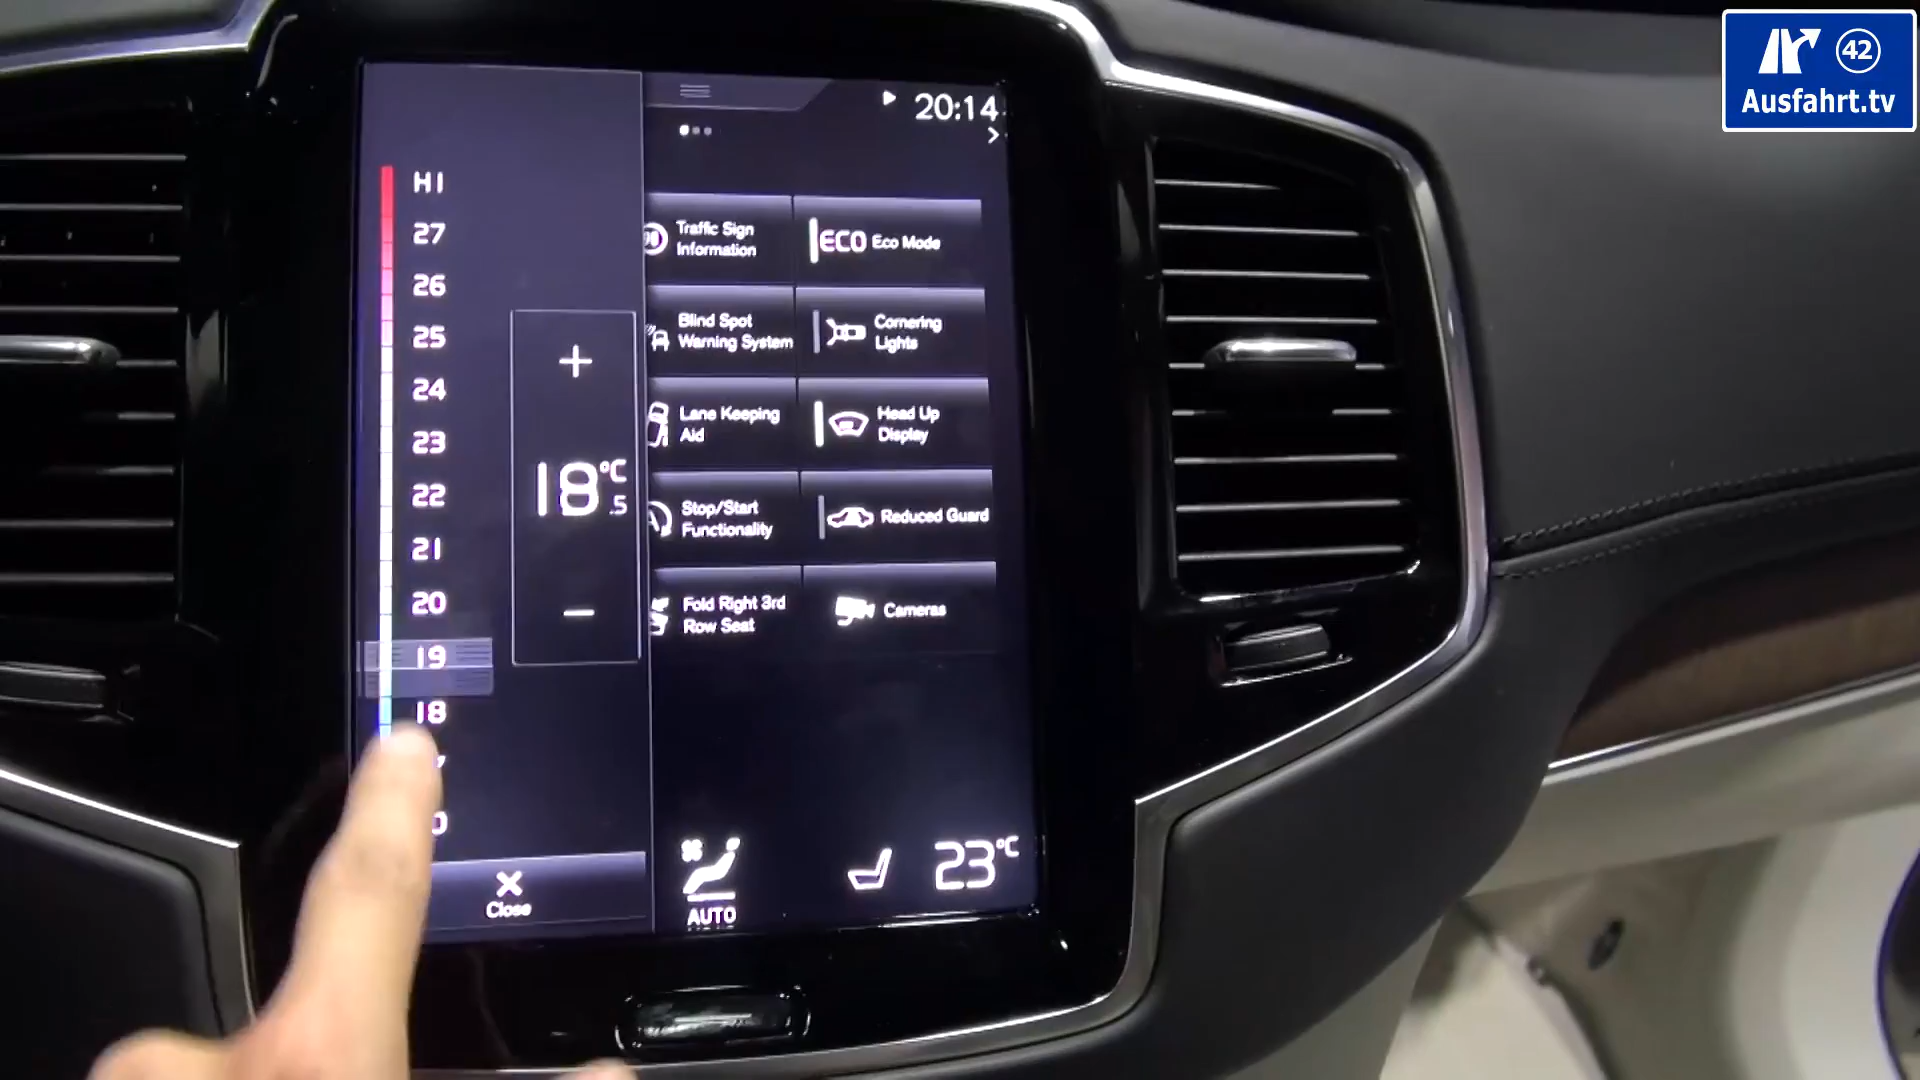 42
Ausfahrt.tv
20:14
HI
27
26
25
24
23
22
21
20
19
18
+
18.5°C
−
Close
Traffic Sign
Information
ECO Eco Mode
Blind Spot
Warning System
Cornering
Lights
Lane Keeping
Aid
Head Up
Display
Stop/Start
Functionality
Reduced Guard
Fold Right 3rd
Row Seat
Cameras
AUTO
23°C